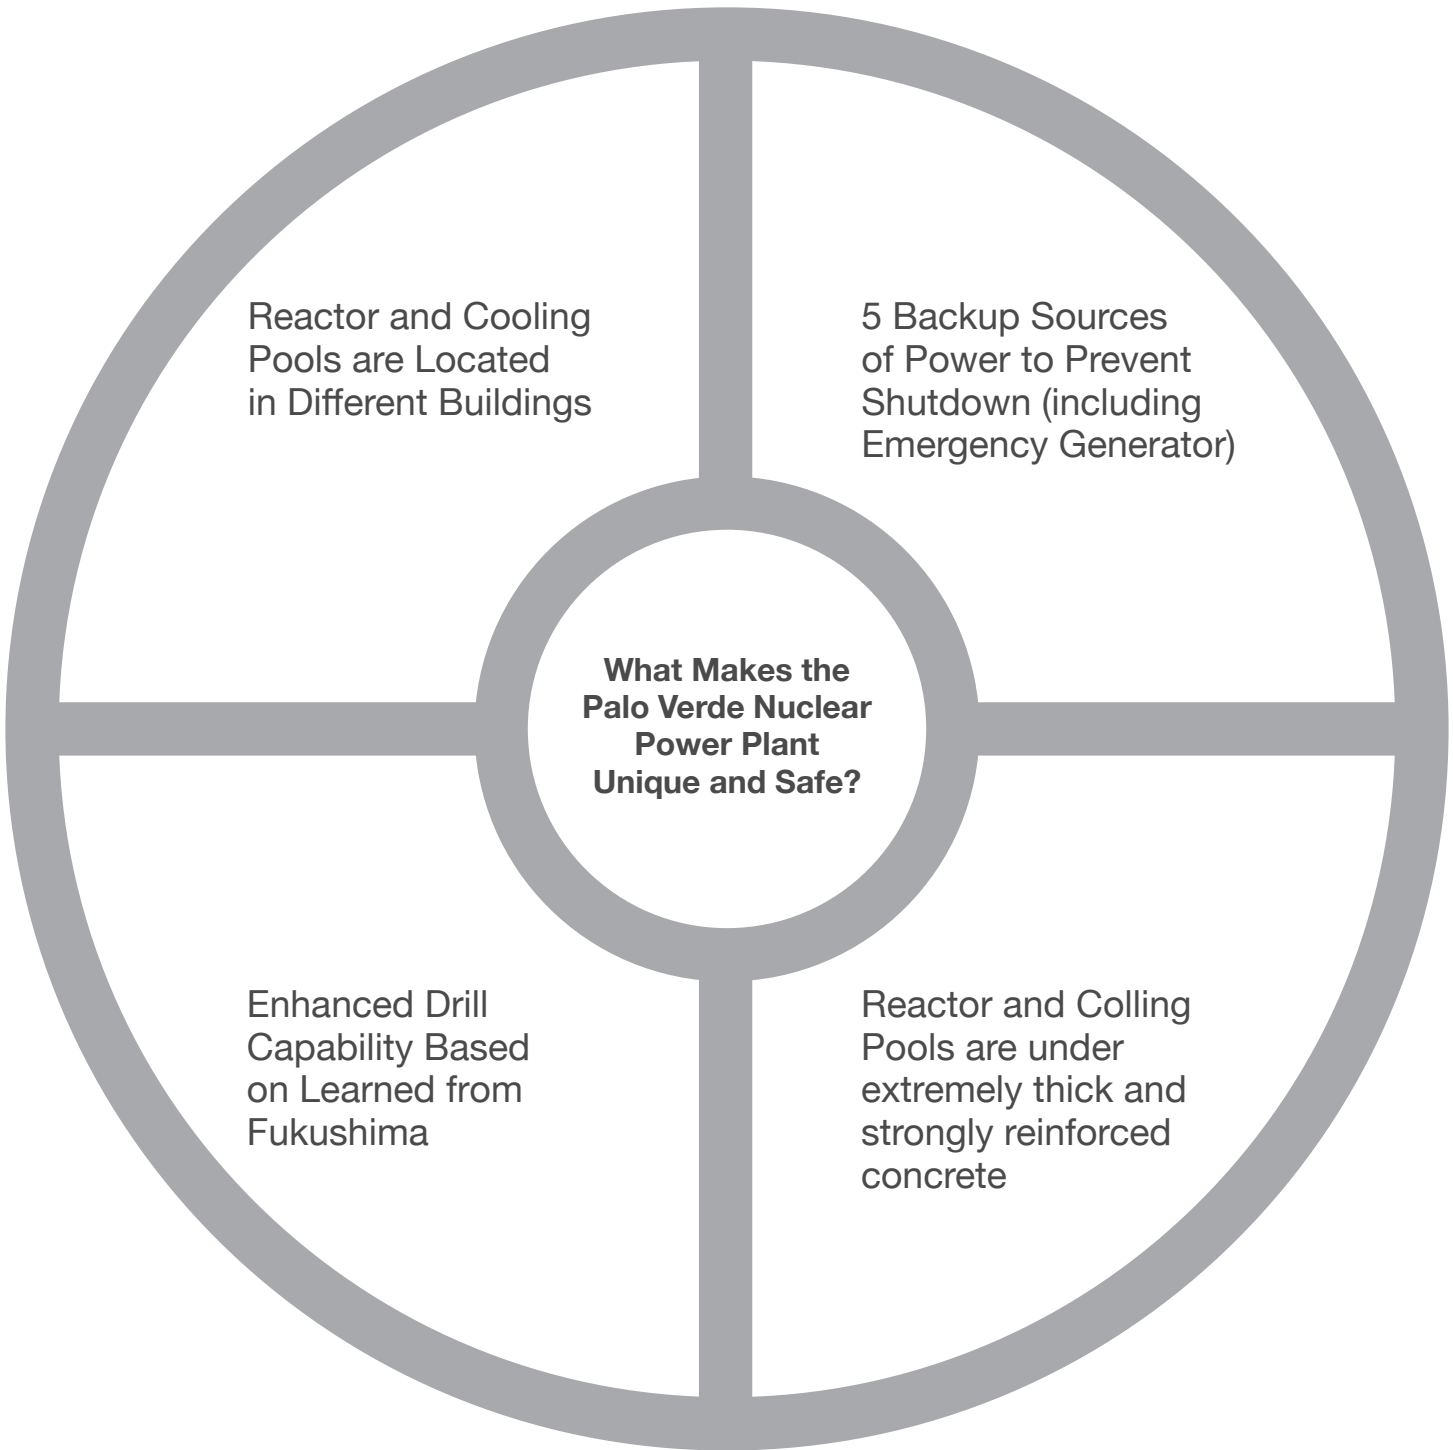 Reactor and Cooling
Pools are Located
in Different Buildings
5 Backup Sources
of Power to Prevent
Shutdown (including
Emergency Generator)
What Makes the
Palo Verde Nuclear
Power Plant
Unique and Safe?
Enhanced Drill
Capability Based
on Learned from
Fukushima
Reactor and Colling
Pools are under
extremely thick and
strongly reinforced
concrete